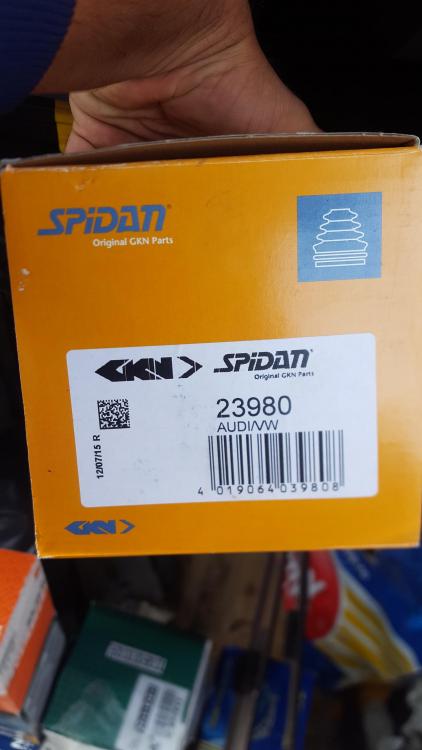 SPiDAN
Original GKN Parts
GKN SPiDAN
Original GKN Parts
23980
AUDI/VW
12/07/15 R
4 019064 039808
GKN